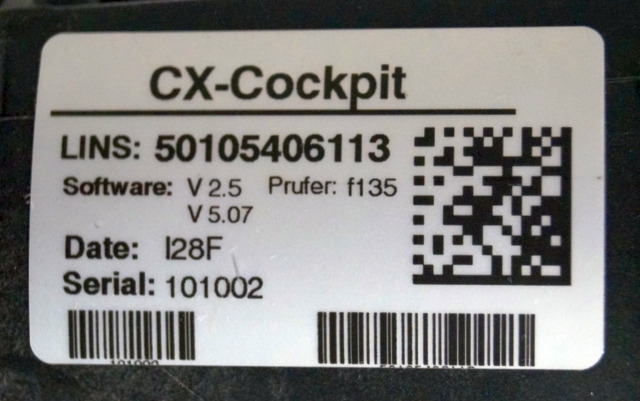 CX-Cockpit
LINS: 50105406113
Software: V 2.5 Prufer: f135
V 5.07
Date: I28F
Serial: 101002